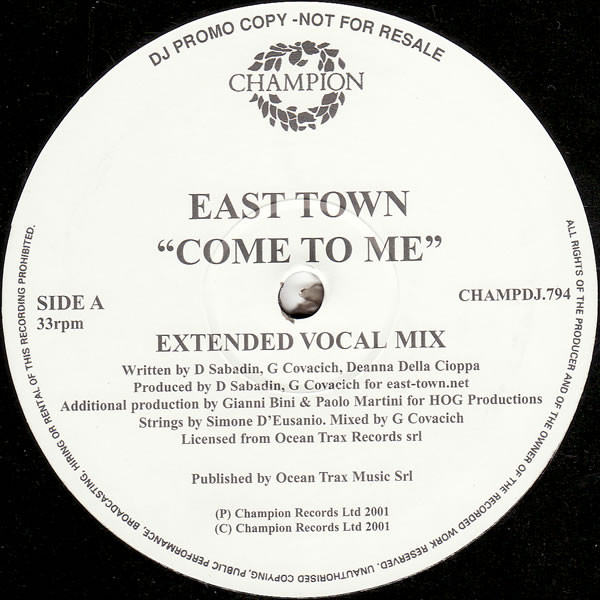 DJ PROMO COPY -NOT FOR RESALE
CHAMPION
EAST TOWN
“COME TO ME”
SIDE A
33rpm
CHAMPDJ.794
EXTENDED VOCAL MIX
Written by D Sabadin, G Covacich, Deanna Della Cioppa
Produced by D Sabadin, G Covacich for east-town.net
Additional production by Gianni Bini & Paolo Martini for HOG Productions
Strings by Simone D'Eusanio. Mixed by G Covacich
Licensed from Ocean Trax Records srl
Published by Ocean Trax Music Srl
(P) Champion Records Ltd 2001
(C) Champion Records Ltd 2001
ALL RIGHTS OF THE PRODUCER AND OF THE OWNER OF THE RECORDED WORK RESERVED. UNAUTHORISED COPYING, PUBLIC PERFORMANCE, BROADCASTING, HIRING OR RENTAL OF THIS RECORDING PROHIBITED.